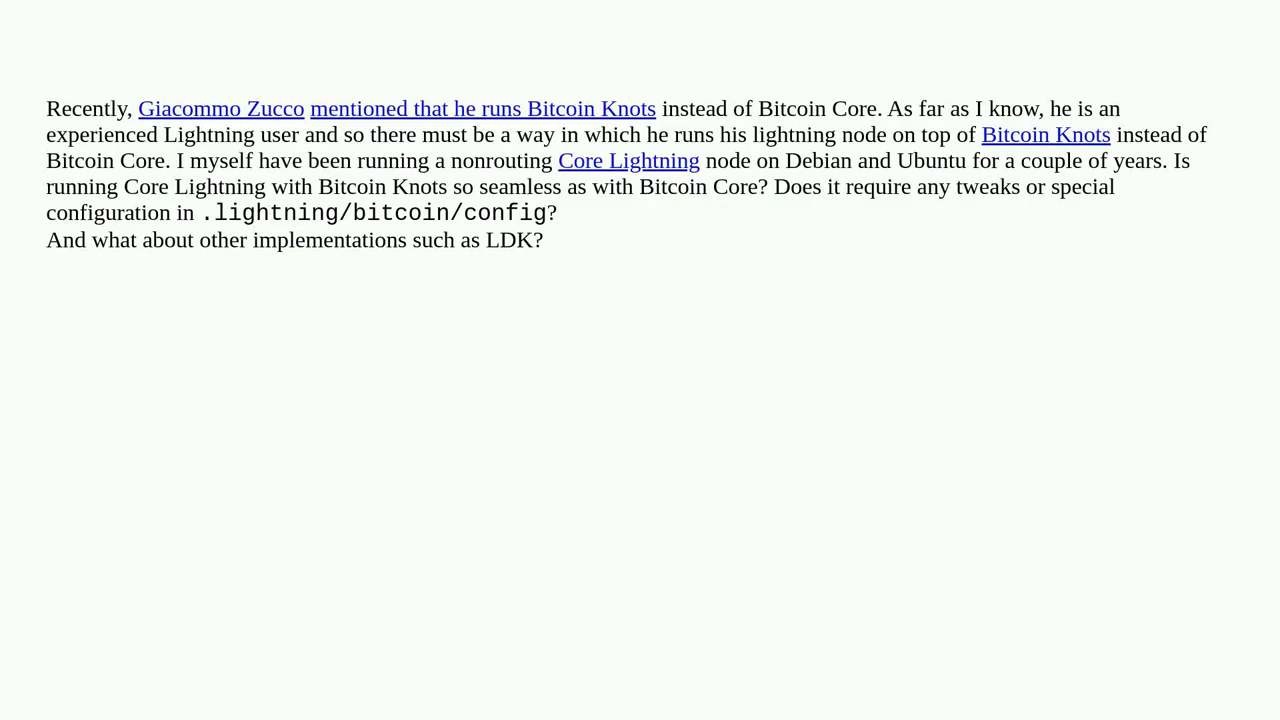 Recently, Giacommo Zucco mentioned that he runs Bitcoin Knots instead of Bitcoin Core. As far as I know, he is an
experienced Lightning user and so there must be a way in which he runs his lightning node on top of Bitcoin Knots instead of
Bitcoin Core. I myself have been running a nonrouting Core Lightning node on Debian and Ubuntu for a couple of years. Is
running Core Lightning with Bitcoin Knots so seamless as with Bitcoin Core? Does it require any tweaks or special
configuration in .lightning/bitcoin/config?
And what about other implementations such as LDK?